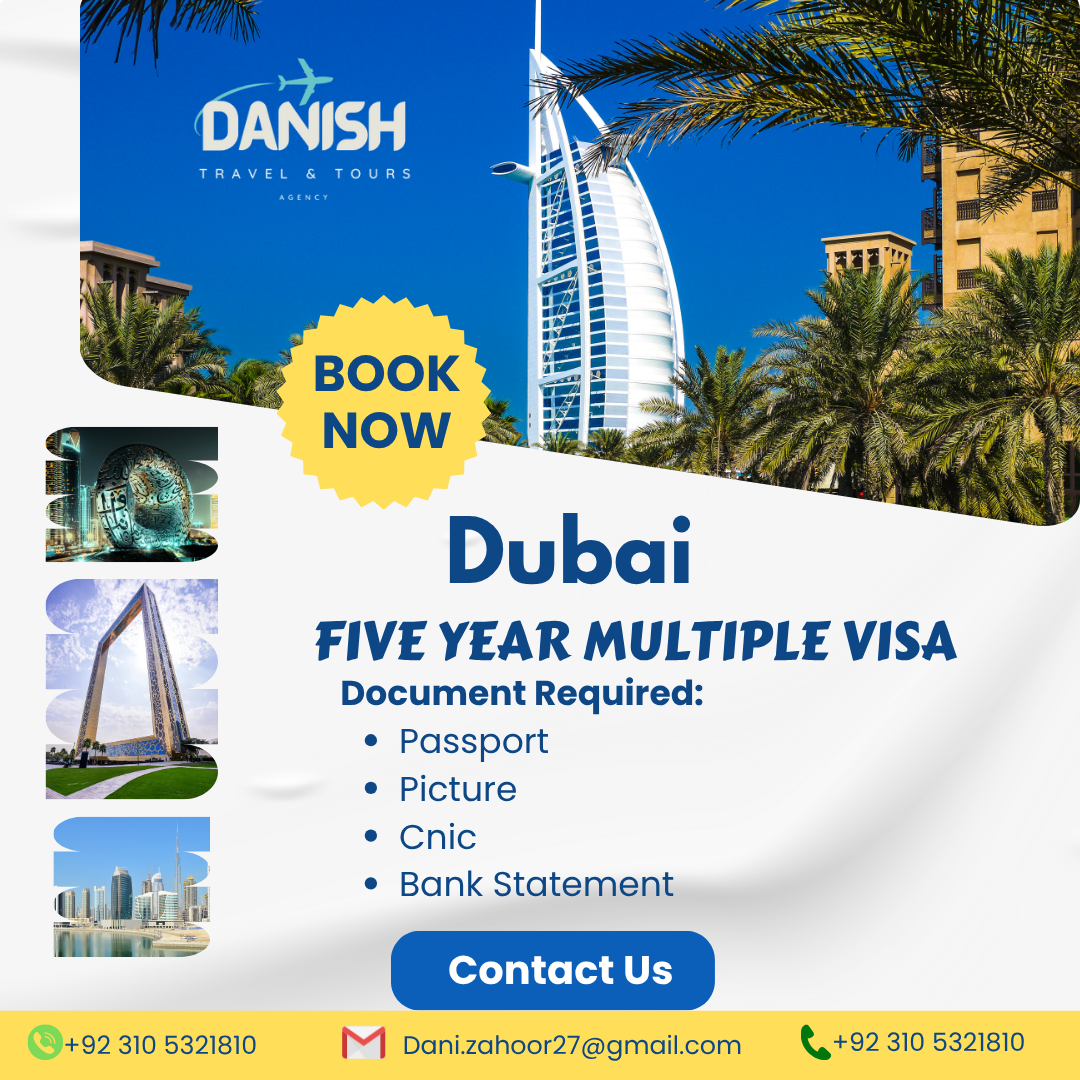 DANISH
TRAVEL & TOURS
AGENCY
BOOK
NOW
Dubai
FIVE YEAR MULTIPLE VISA
Document Required:
• Passport
• Picture
• Cnic
• Bank Statement
Contact Us
+92 310 5321810
Dani.zahoor27@gmail.com
+92 310 5321810